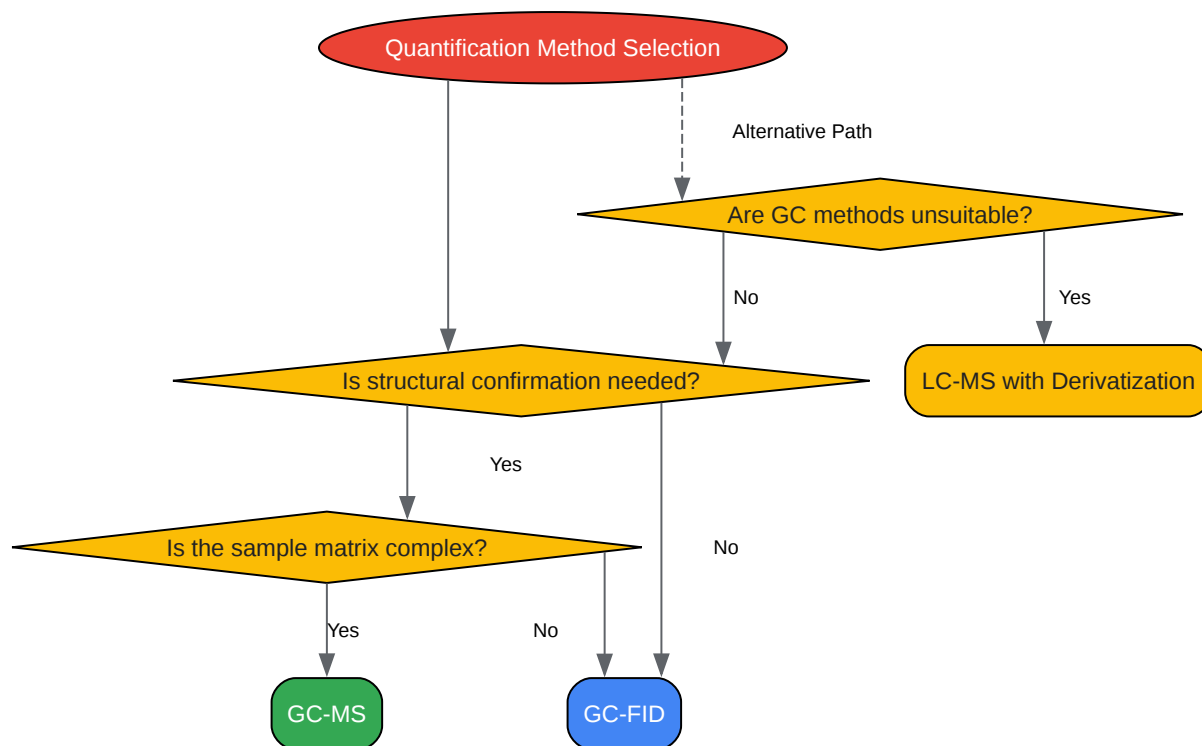 Quantification Method Selection
Alternative Path
Are GC methods unsuitable?
No
Yes
Is structural confirmation needed?
LC-MS with Derivatization
Yes
Is the sample matrix complex?
No
Yes
No
GC-MS
GC-FID